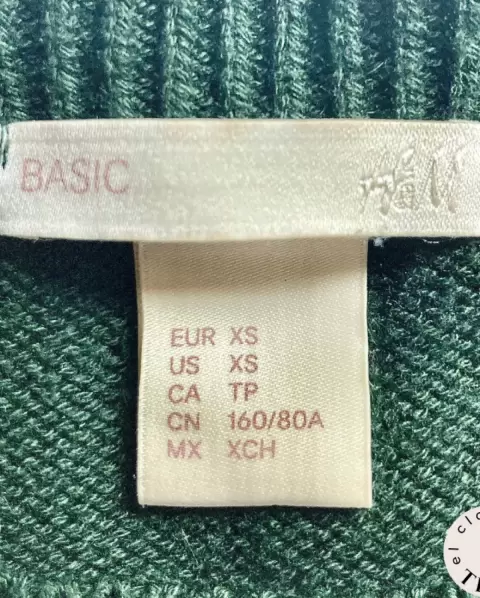 BASIC
EUR XS
US XS
CA TP
CN 160/80A
MX XCH